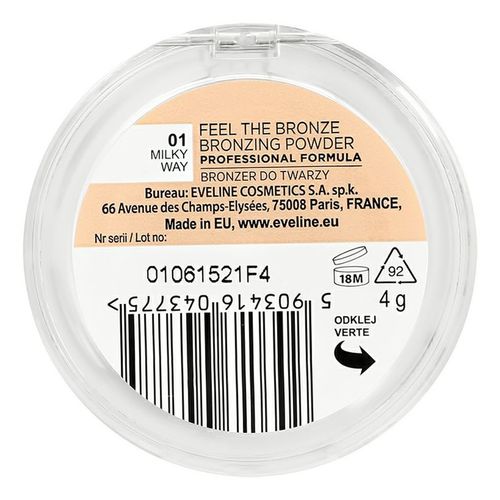 01
MILKY
WAY
FEEL THE BRONZE
BRONZING POWDER
PROFESSIONAL FORMULA
BRONZER DO TWARZY
Bureau: EVELINE COSMETICS S.A. sp.k.
66 Avenue des Champs-Elysées, 75008 Paris, FRANCE,
Made in EU, www.eveline.eu
Nr serii / Lot no:
01061521F4
18M
92
5 903416 043775>
4 g
ODKLEJ
VERTE